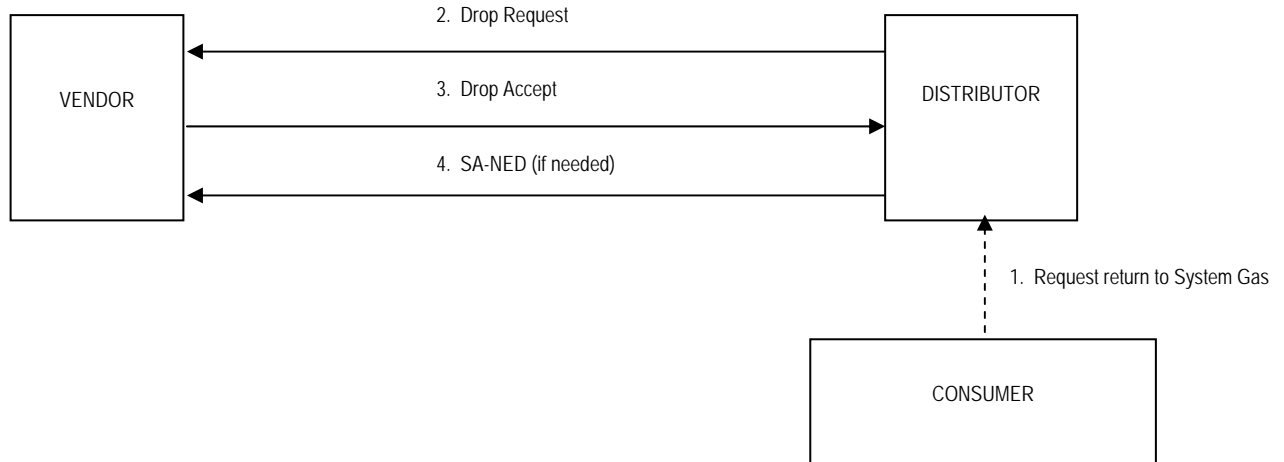 2. Drop Request
VENDOR
3. Drop Accept
DISTRIBUTOR
4. SA-NED (if needed)
1. Request return to System Gas
CONSUMER